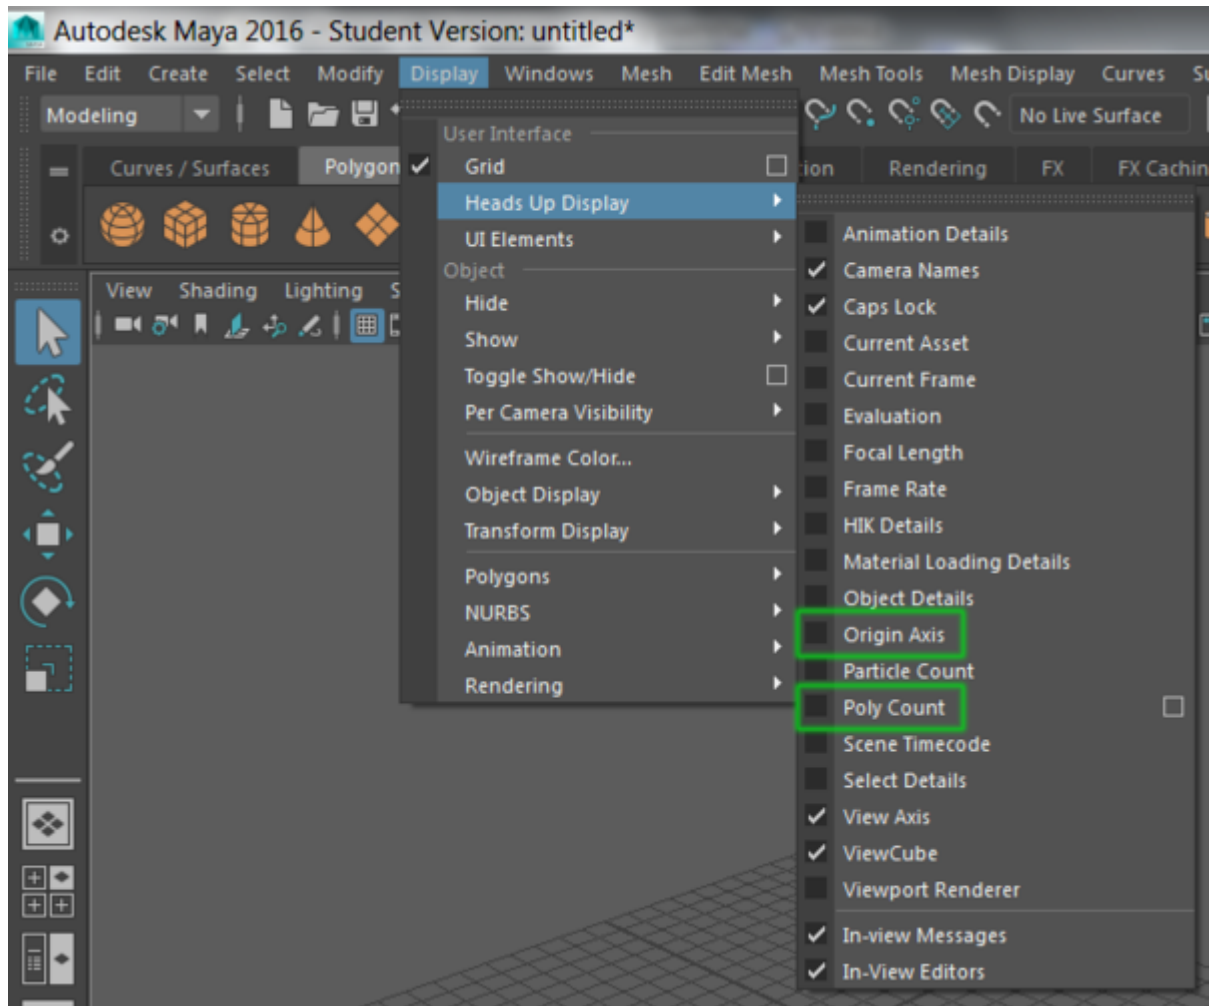 Autodesk Maya 2016 - Student Version: untitled*
File Edit Create Select Modify Display Windows Mesh Edit Mesh Mesh Tools Mesh Display Curves
Modeling No Live Surface
Curves / Surfaces Polygon Rendering FX
View Shading Lighting
User Interface
Grid
Heads Up Display
UI Elements
Object
Hide
Show
Toggle Show/Hide
Per Camera Visibility
Wireframe Color...
Object Display
Transform Display
Polygons
NURBS
Animation
Rendering
Animation Details
Camera Names
Caps Lock
Current Asset
Current Frame
Evaluation
Focal Length
Frame Rate
HIK Details
Material Loading Details
Object Details
Origin Axis
Particle Count
Poly Count
Scene Timecode
Select Details
View Axis
ViewCube
Viewport Renderer
In-view Messages
In-View Editors